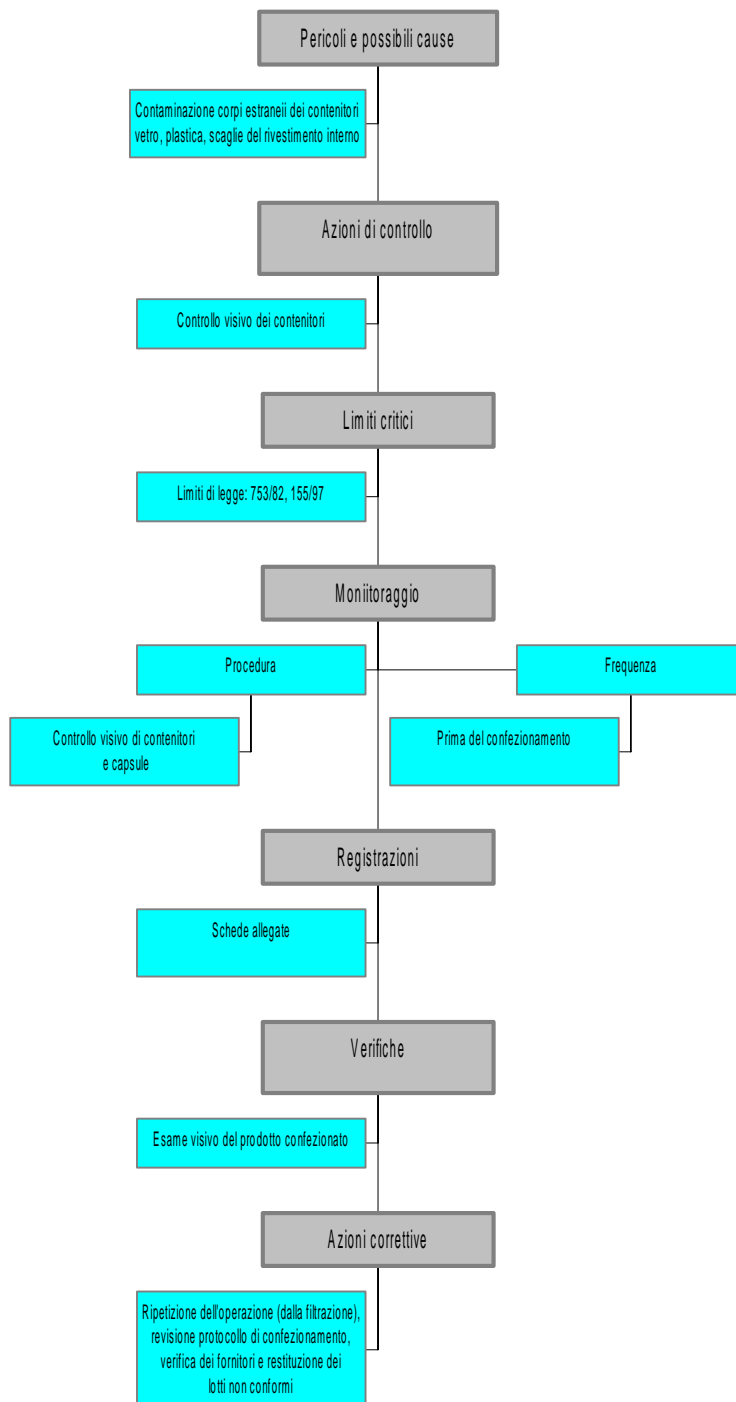 Pericoli e possibili cause
Contaminazione corpi estraneii dei contenitori
vetro, plastica, scaglie del rivestimento interno
Azioni di controllo
Controllo visivo dei contenitori
Limiti critici
Limiti di legge: 753/82, 155/97
Moniitoraggio
Procedura
Frequenza
Controllo visivo di contenitori
e capsule
Prima del confezionamento
Registrazioni
Schede allegate
Verifiche
Esame visivo del prodotto confezionato
Azioni correttive
Ripetizione dell'operazione (dalla filtrazione),
revisione protocollo di confezionamento,
verifica dei fornitori e restituzione dei
lotti non conformi